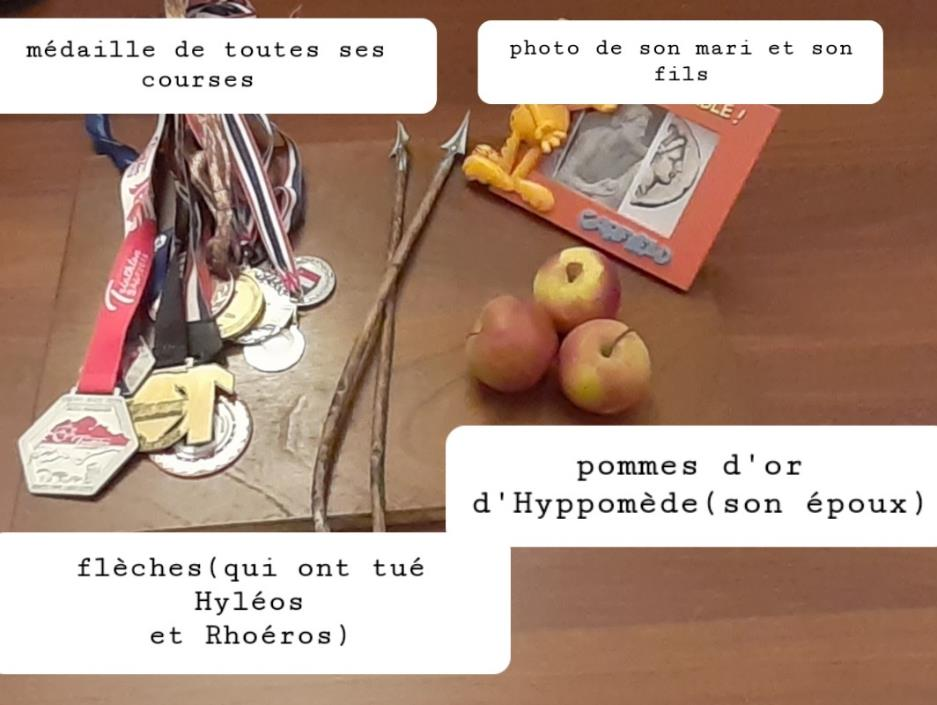 médaille de toutes ses
courses
photo de son mari et son
fils
Triathlon
pommes d'or
d'Hyppomède(son époux)
flèches(qui ont tué
Hyléos
et Rhoéros)